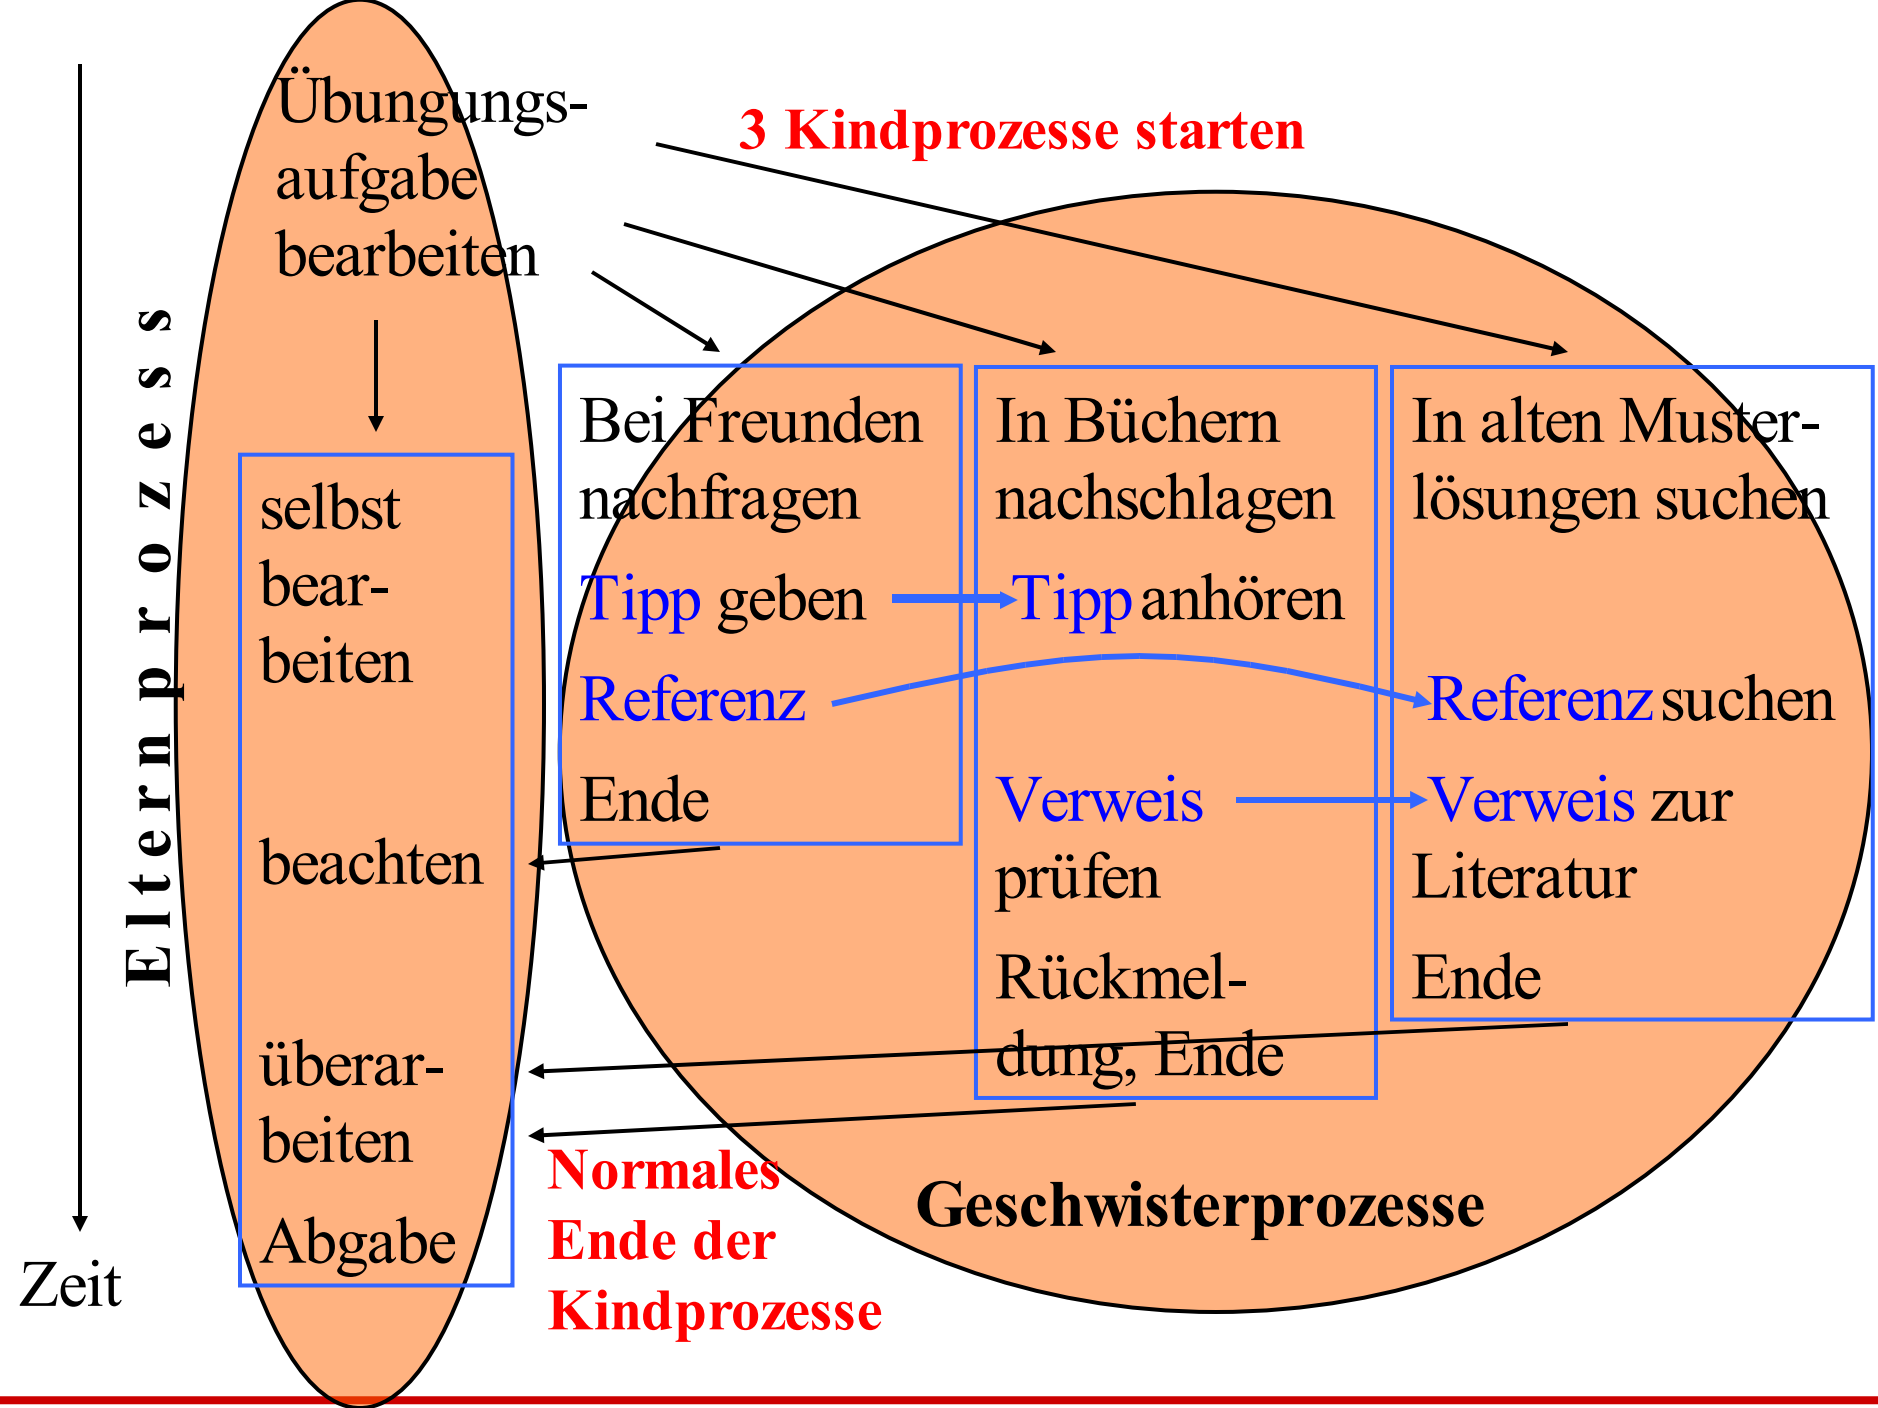 Übungungs-
aufgabe
bearbeiten
3 Kindprozesse starten
Elternprozess
Zeit
selbst
bear-
beiten
beachten
überar-
beiten
Abgabe
Bei Freunden
nachfragen
Tipp geben
Referenz
Ende
In Büchern
nachschlagen
Tipp anhören
Verweis
prüfen
Rückmel-
dung, Ende
In alten Muster-
lösungen suchen
Referenz suchen
Verweis zur
Literatur
Ende
Normales
Ende der
Kindprozesse
Geschwisterprozesse